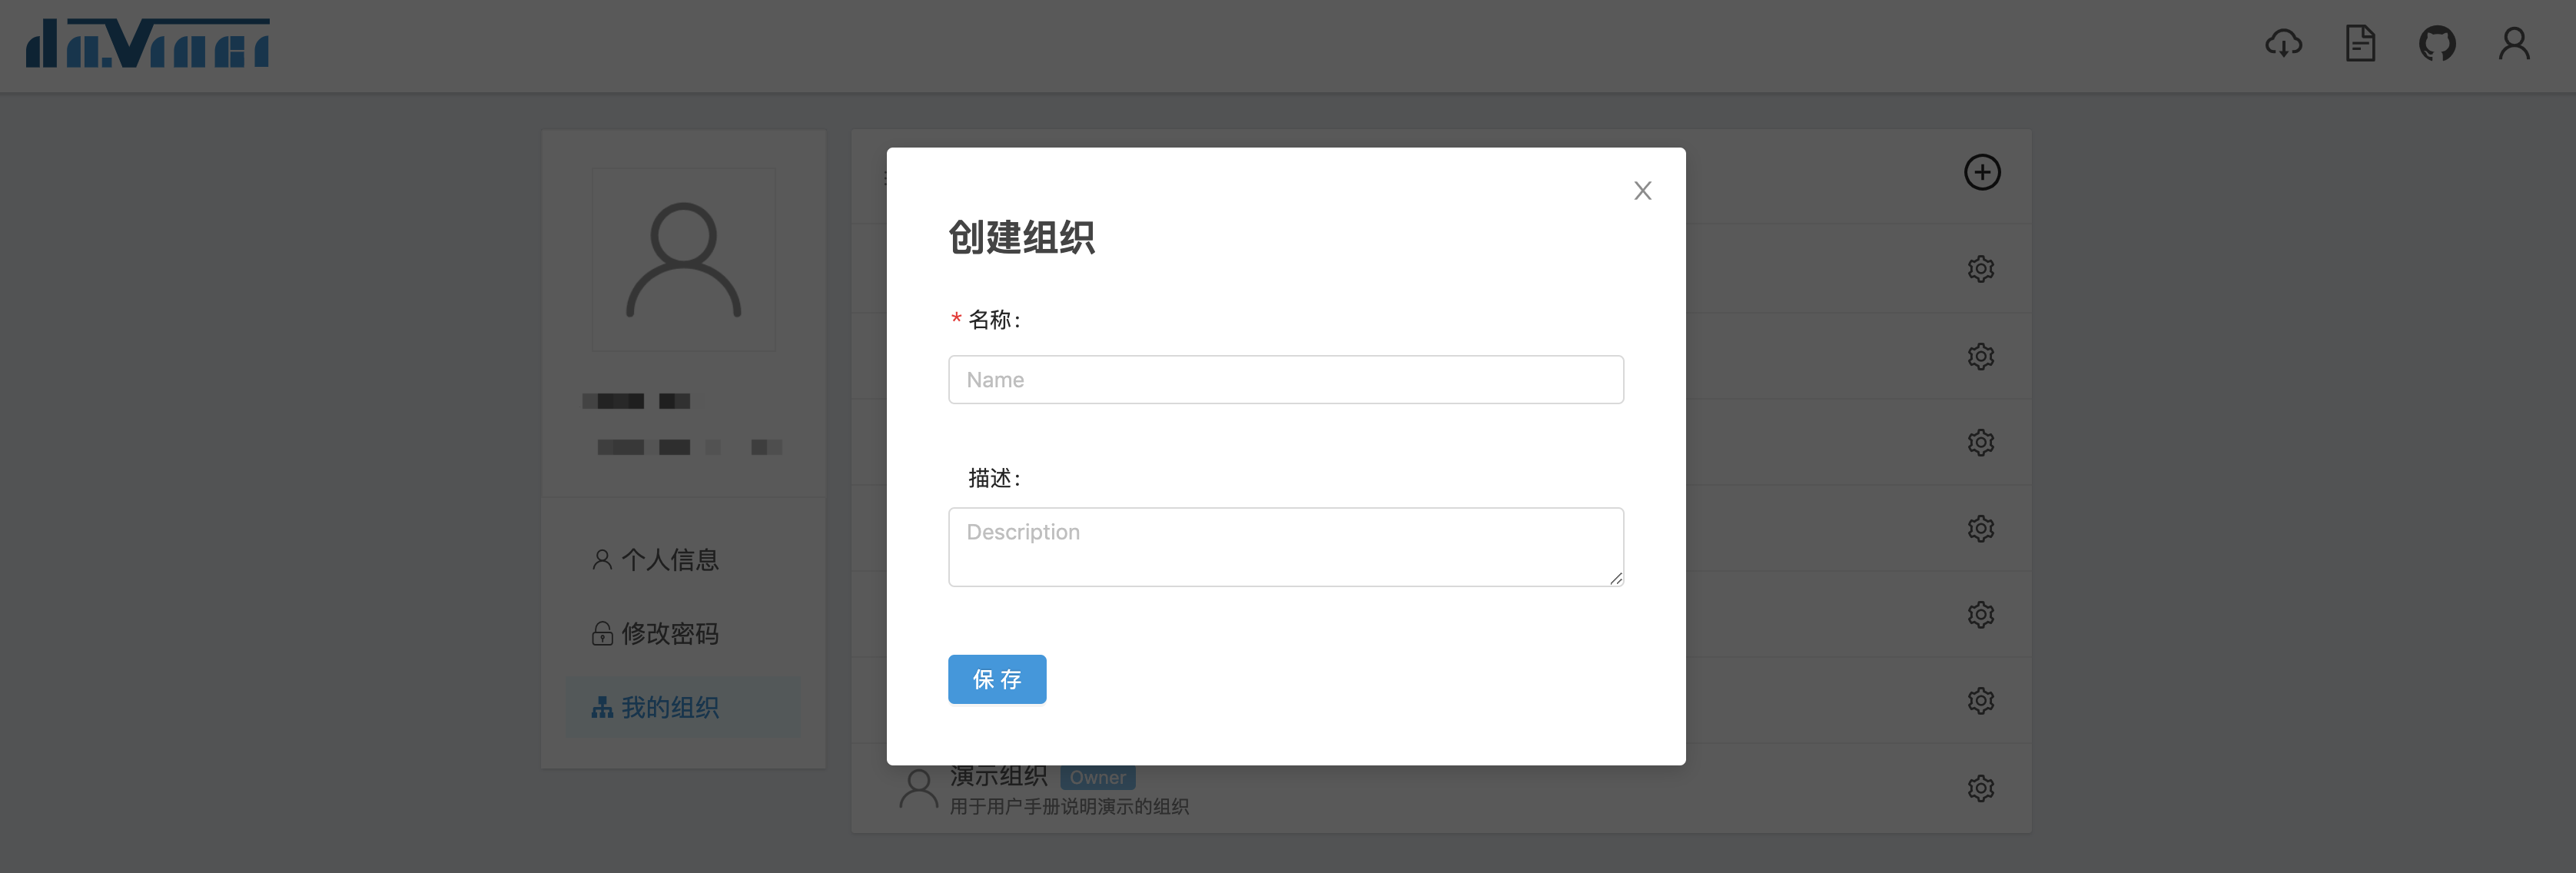 da.Vinci
创建组织
* 名称：
Name
描述：
Description
保 存
个人信息
修改密码
我的组织
演示组织 Owner
用于用户手册说明演示的组织